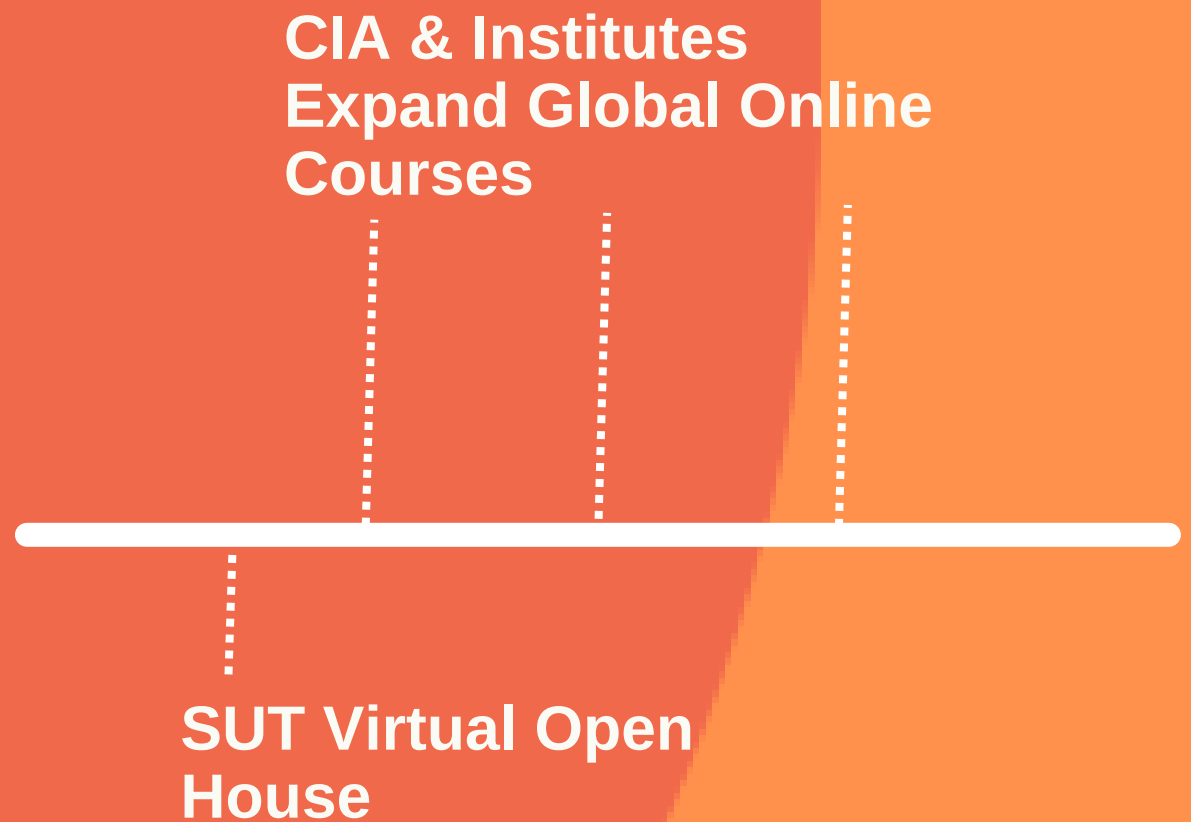 CIA & Institutes
Expand Global Online
Courses
SUT Virtual Open
House